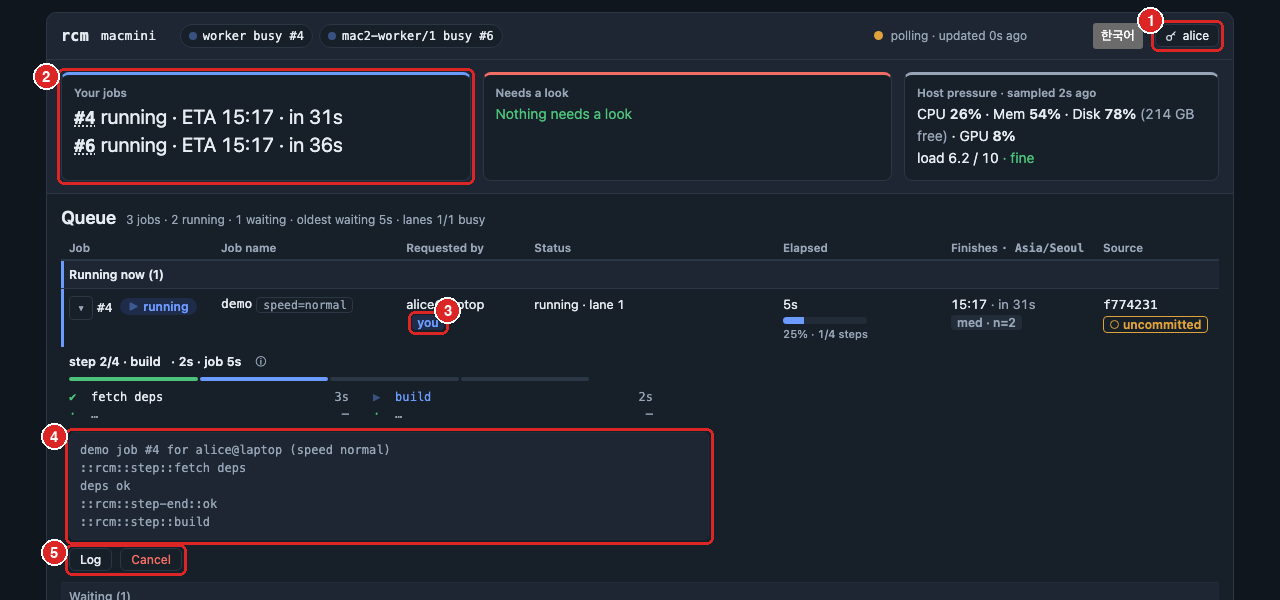 rcm macmini worker busy #4 mac2-worker/1 busy #6 polling · updated 0s ago 한국어 alice
1
2
Your jobs
#4 running · ETA 15:17 · in 31s
#6 running · ETA 15:17 · in 36s
Needs a look
Nothing needs a look
Host pressure · sampled 2s ago
CPU 26% · Mem 54% · Disk 78% (214 GB
free) · GPU 8%
load 6.2 / 10 · fine
Queue 3 jobs · 2 running · 1 waiting · oldest waiting 5s · lanes 1/1 busy
Job Job name Requested by Status Elapsed Finishes · Asia/Seoul Source
Running now (1)
▾ #4 ▶ running demo speed=normal running · lane 1 5s 15:17 · in 31s f774231
you 3 25% · 1/4 steps med · n=2 uncommitted
step 2/4 · build · 2s · job 5s ⓘ
✔ fetch deps 3s ▶ build 2s
· … — · … —
4
demo job #4 for alice@laptop (speed normal)
::rcm::step::fetch deps
deps ok
::rcm::step-end::ok
::rcm::step::build
5
Log Cancel
Waiting (1)